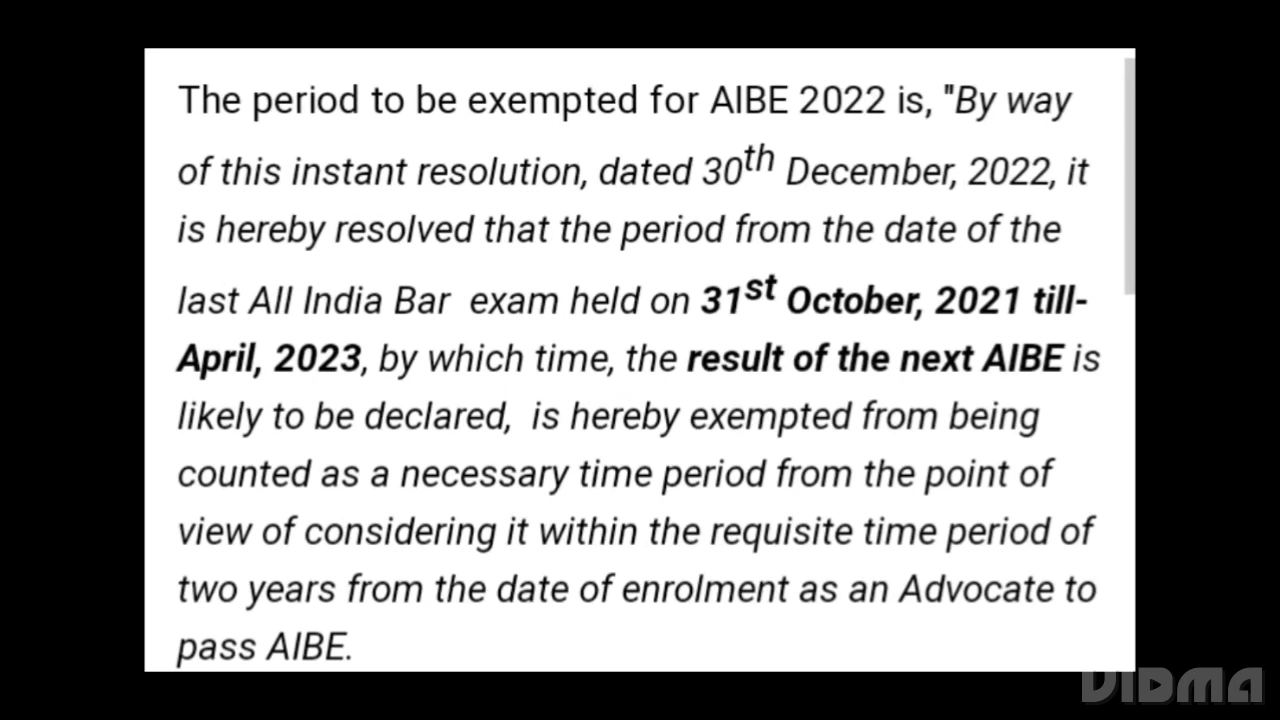 The period to be exempted for AIBE 2022 is, "By way
of this instant resolution, dated 30th December, 2022, it
is hereby resolved that the period from the date of the
last All India Bar  exam held on 31st October, 2021 till-
April, 2023, by which time, the result of the next AIBE is
likely to be declared,  is hereby exempted from being
counted as a necessary time period from the point of
view of considering it within the requisite time period of
two years from the date of enrolment as an Advocate to
pass AIBE.
VIDMA